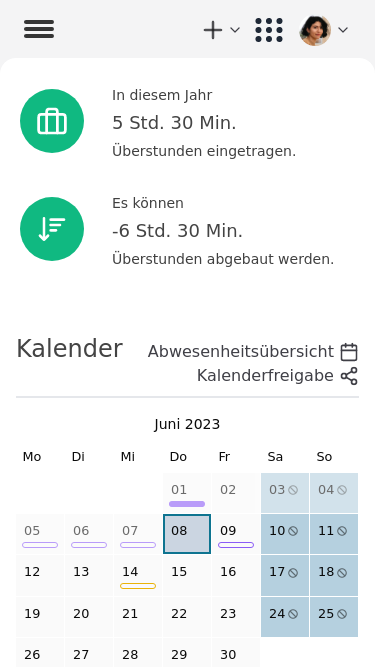 In diesem Jahr
5 Std. 30 Min.
Überstunden eingetragen.
Es können
-6 Std. 30 Min.
Überstunden abgebaut werden.
Kalender
Abwesenheitsübersicht
Kalenderfreigabe
Juni 2023
Mo Di Mi Do Fr Sa So
01 02 03 04
05 06 07 08 09 10 11
12 13 14 15 16 17 18
19 20 21 22 23 24 25
26 27 28 29 30